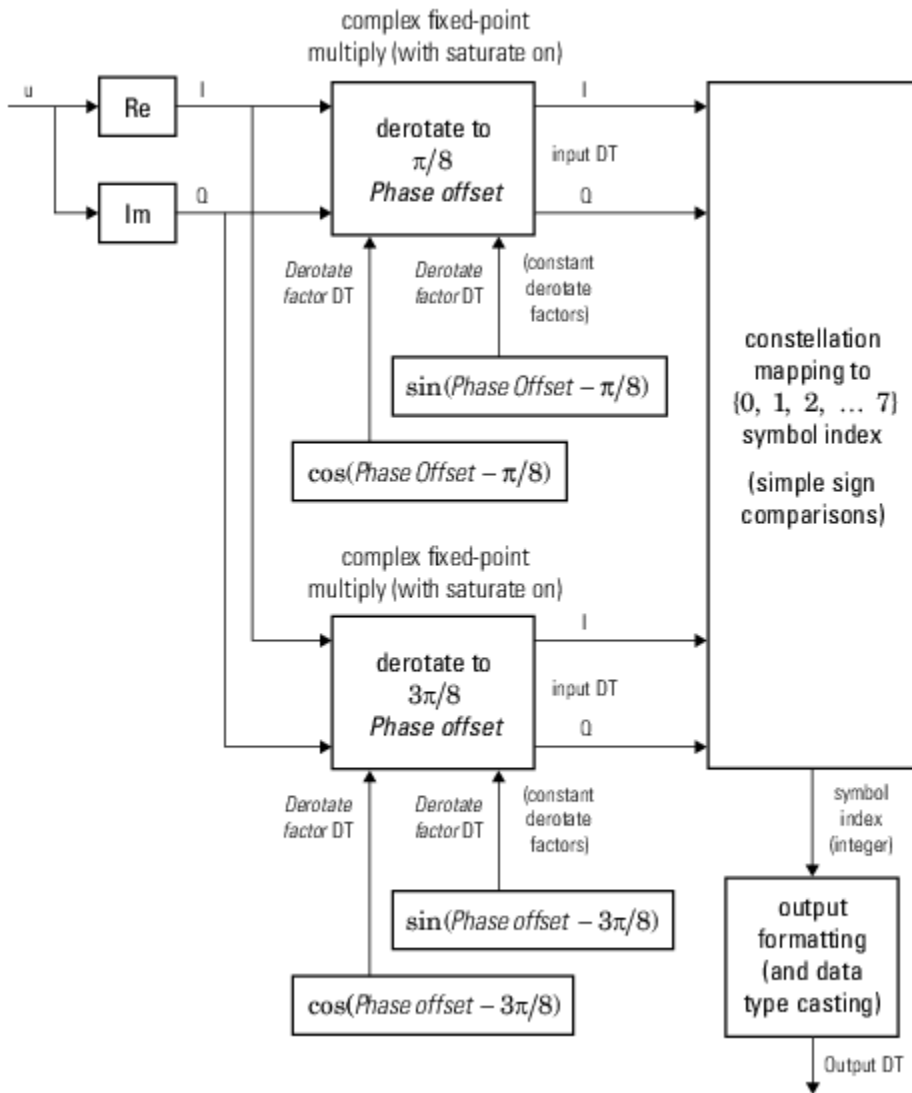 complex fixed-point
multiply (with saturate on)
u
Re
I
Im
Q
derotate to
π/8
Phase offset
I
input DT
Q
Derotate
factor DT
Derotate
factor DT
(constant
derotate
factors)
sin(Phase Offset − π/8)
cos(Phase Offset − π/8)
constellation
mapping to
{0, 1, 2, … 7}
symbol index
(simple sign
comparisons)
complex fixed-point
multiply (with saturate on)
derotate to
3π/8
Phase offset
I
input DT
Q
Derotate
factor DT
Derotate
factor DT
(constant
derotate
factors)
sin(Phase offset − 3π/8)
cos(Phase offset − 3π/8)
symbol
index
(integer)
output
formatting
(and data
type casting)
Output DT